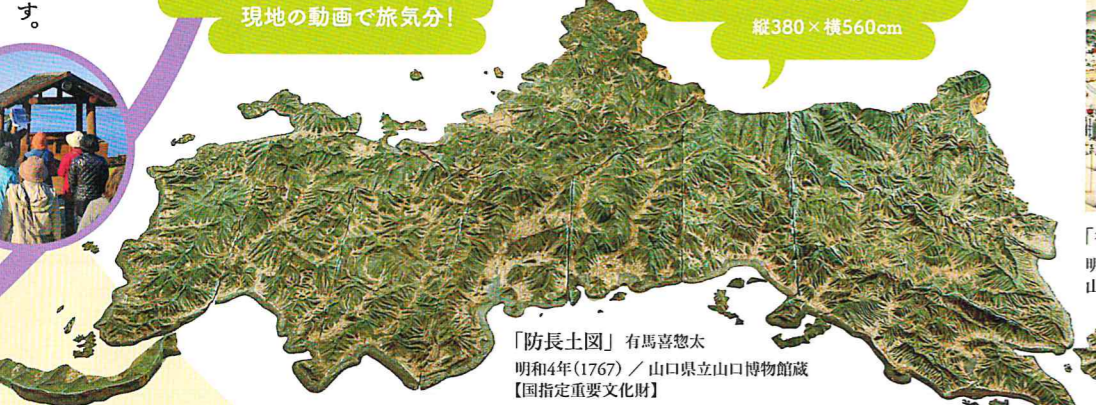 す。
現地の動画で旅気分!
縦380×横560cm
「防長土図」 有馬喜惣太
明和4年(1767) / 山口県立山口博物館蔵
【国指定重要文化財】
明
山